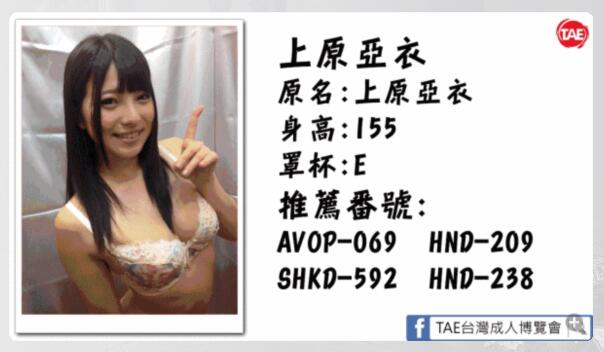 TAE
上原亞衣
原名:上原亞衣
身高:155
罩杯:E
推薦番號:
AVOP-069 HND-209
SHKD-592 HND-238
f TAE台灣成人博覽會